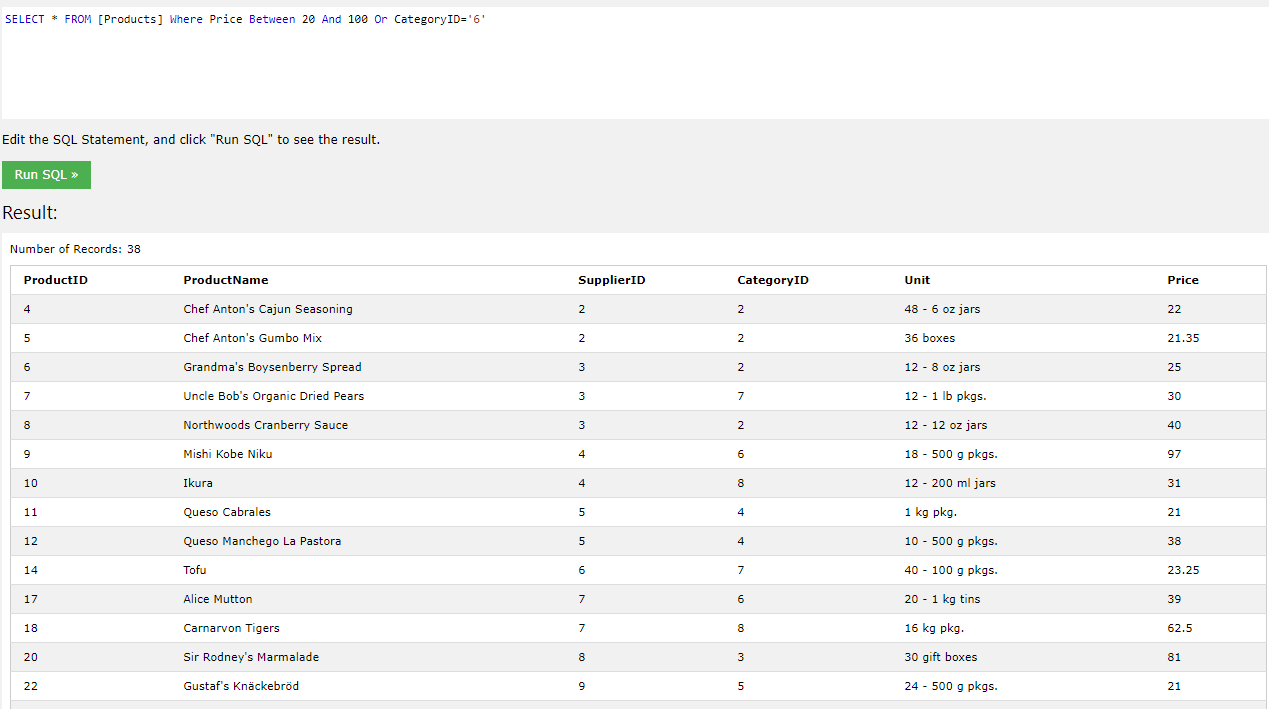 SELECT * FROM [Products] Where Price Between 20 And 100 Or CategoryID='6'
Edit the SQL Statement, and click "Run SQL" to see the result.
Run SQL »
Result:
Number of Records: 38
ProductID ProductName SupplierID CategoryID Unit Price
4 Chef Anton's Cajun Seasoning 2 2 48 - 6 oz jars 22
5 Chef Anton's Gumbo Mix 2 2 36 boxes 21.35
6 Grandma's Boysenberry Spread 3 2 12 - 8 oz jars 25
7 Uncle Bob's Organic Dried Pears 3 7 12 - 1 lb pkgs. 30
8 Northwoods Cranberry Sauce 3 2 12 - 12 oz jars 40
9 Mishi Kobe Niku 4 6 18 - 500 g pkgs. 97
10 Ikura 4 8 12 - 200 ml jars 31
11 Queso Cabrales 5 4 1 kg pkg. 21
12 Queso Manchego La Pastora 5 4 10 - 500 g pkgs. 38
14 Tofu 6 7 40 - 100 g pkgs. 23.25
17 Alice Mutton 7 6 20 - 1 kg tins 39
18 Carnarvon Tigers 7 8 16 kg pkg. 62.5
20 Sir Rodney's Marmalade 8 3 30 gift boxes 81
22 Gustaf's Knäckebröd 9 5 24 - 500 g pkgs. 21